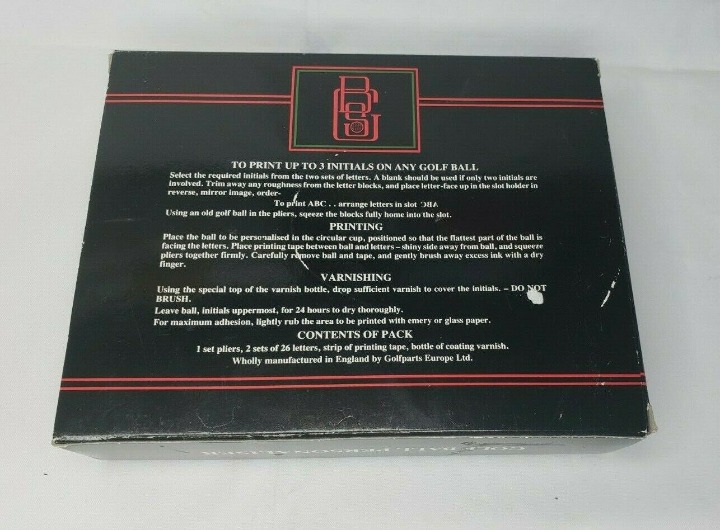 TO PRINT UP TO 3 INITIALS ON ANY GOLF BALL
Select the required initials from the two sets of letters. A blank should be used if only two initials are
involved. Trim away any roughness from the letter blocks, and place letter-face up in the slot holder in
reverse, mirror image, order-
To print ABC . . arrange letters in slot
Using an old golf ball in the pliers, sqeeze the blocks fully home into the slot.
PRINTING
Place the ball to be personalised in the circular cup, positioned so that the flattest part of the ball is
facing the letters. Place printing tape between ball and letters – shiny side away from ball, and squeeze
pliers together firmly. Carefully remove ball and tape, and gently brush away excess ink with a dry
finger.
VARNISHING
Using the special top of the varnish bottle, drop sufficient varnish to cover the initials. – DO NOT
BRUSH.
Leave ball, initials uppermost, for 24 hours to dry thoroughly.
For maximum adhesion, lightly rub the area to be printed with emery or glass paper.
CONTENTS OF PACK
1 set pliers, 2 sets of 26 letters, strip of printing tape, bottle of coating varnish.
Wholly manufactured in England by Golfparts Europe Ltd.
GOLF BALL PERSONALISER